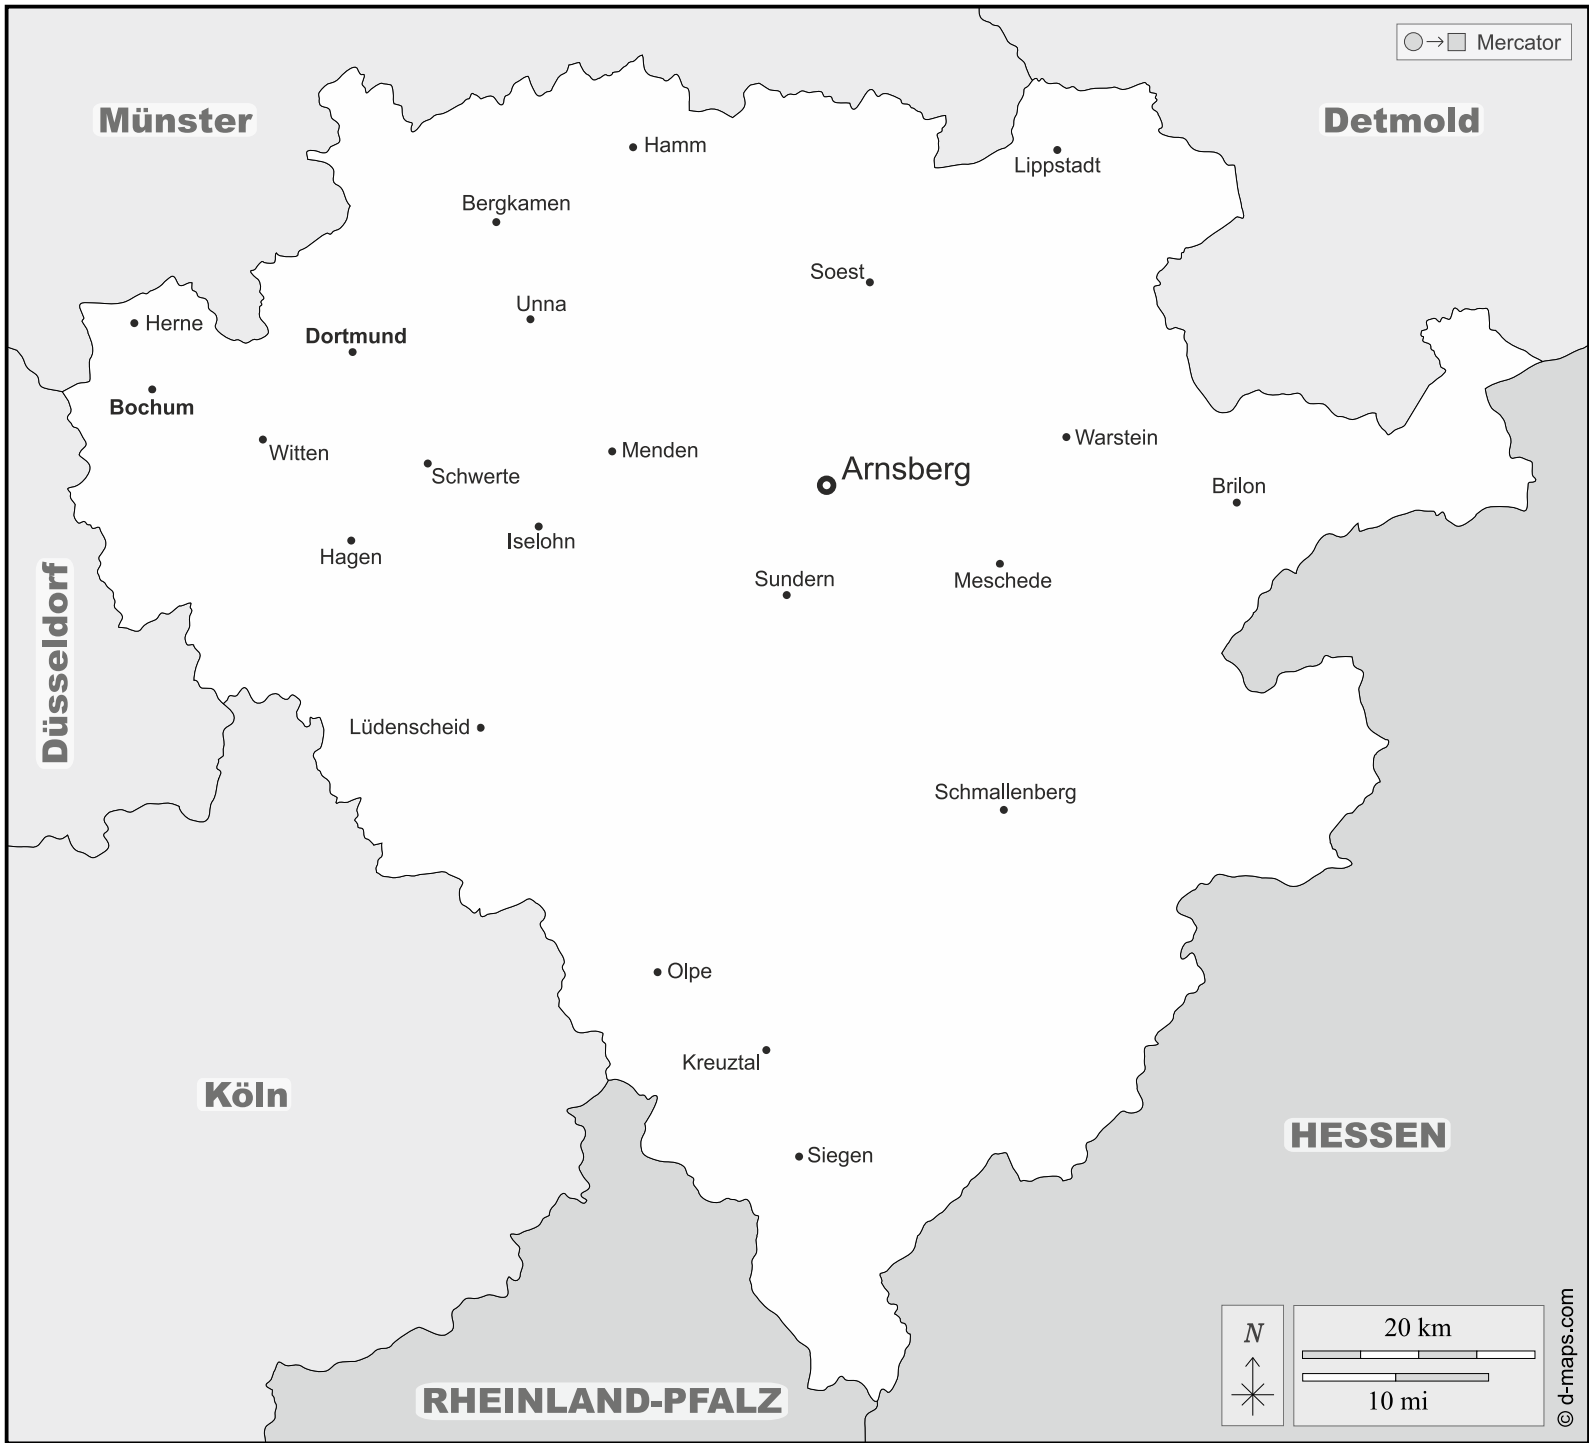 Mercator
Münster
Detmold
Hamm
Lippstadt
Bergkamen
Soest
Unna
Herne
Dortmund
Bochum
Witten
Schwerte
Menden
Arnsberg
Warstein
Brilon
Hagen
Iselohn
Sundern
Meschede
Düsseldorf
Lüdenscheid
Schmallenberg
Olpe
Kreuztal
Köln
HESSEN
Siegen
N
20 km
10 mi
RHEINLAND-PFALZ
© d-maps.com